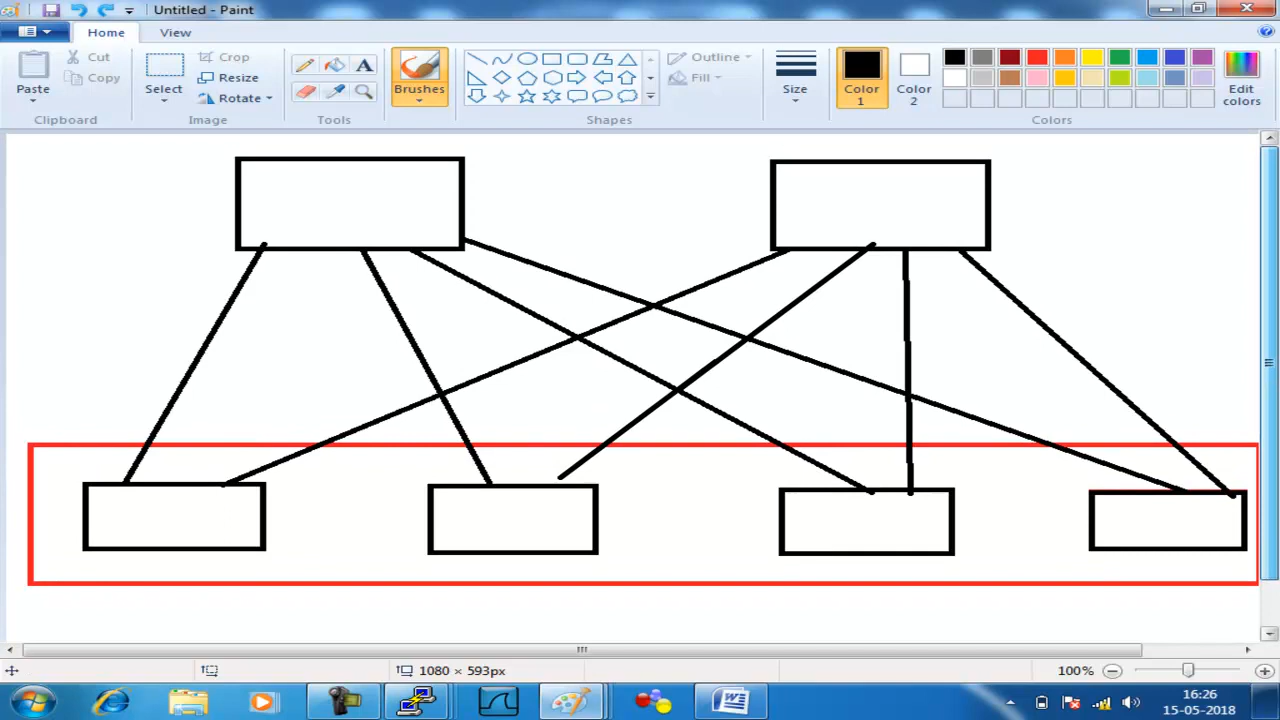 Untitled - Paint
Home View
Cut
Copy
Paste
Clipboard
Select
Crop
Resize
Rotate
Image
Tools
Brushes
Shapes
Outline
Fill
Size
Color 1
Color 2
Edit colors
Colors
1080 × 593px
100%
16:26
15-05-2018